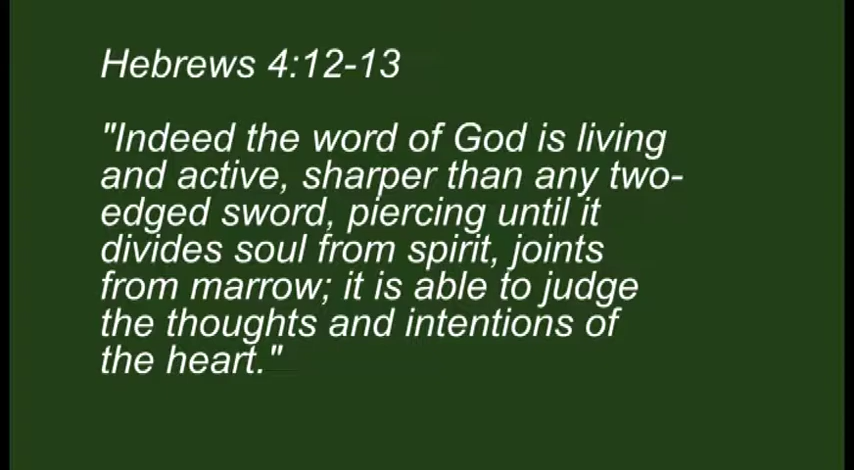 Hebrews 4:12-13
"Indeed the word of God is living
and active, sharper than any two-
edged sword, piercing until it
divides soul from spirit, joints
from marrow; it is able to judge
the thoughts and intentions of
the heart."